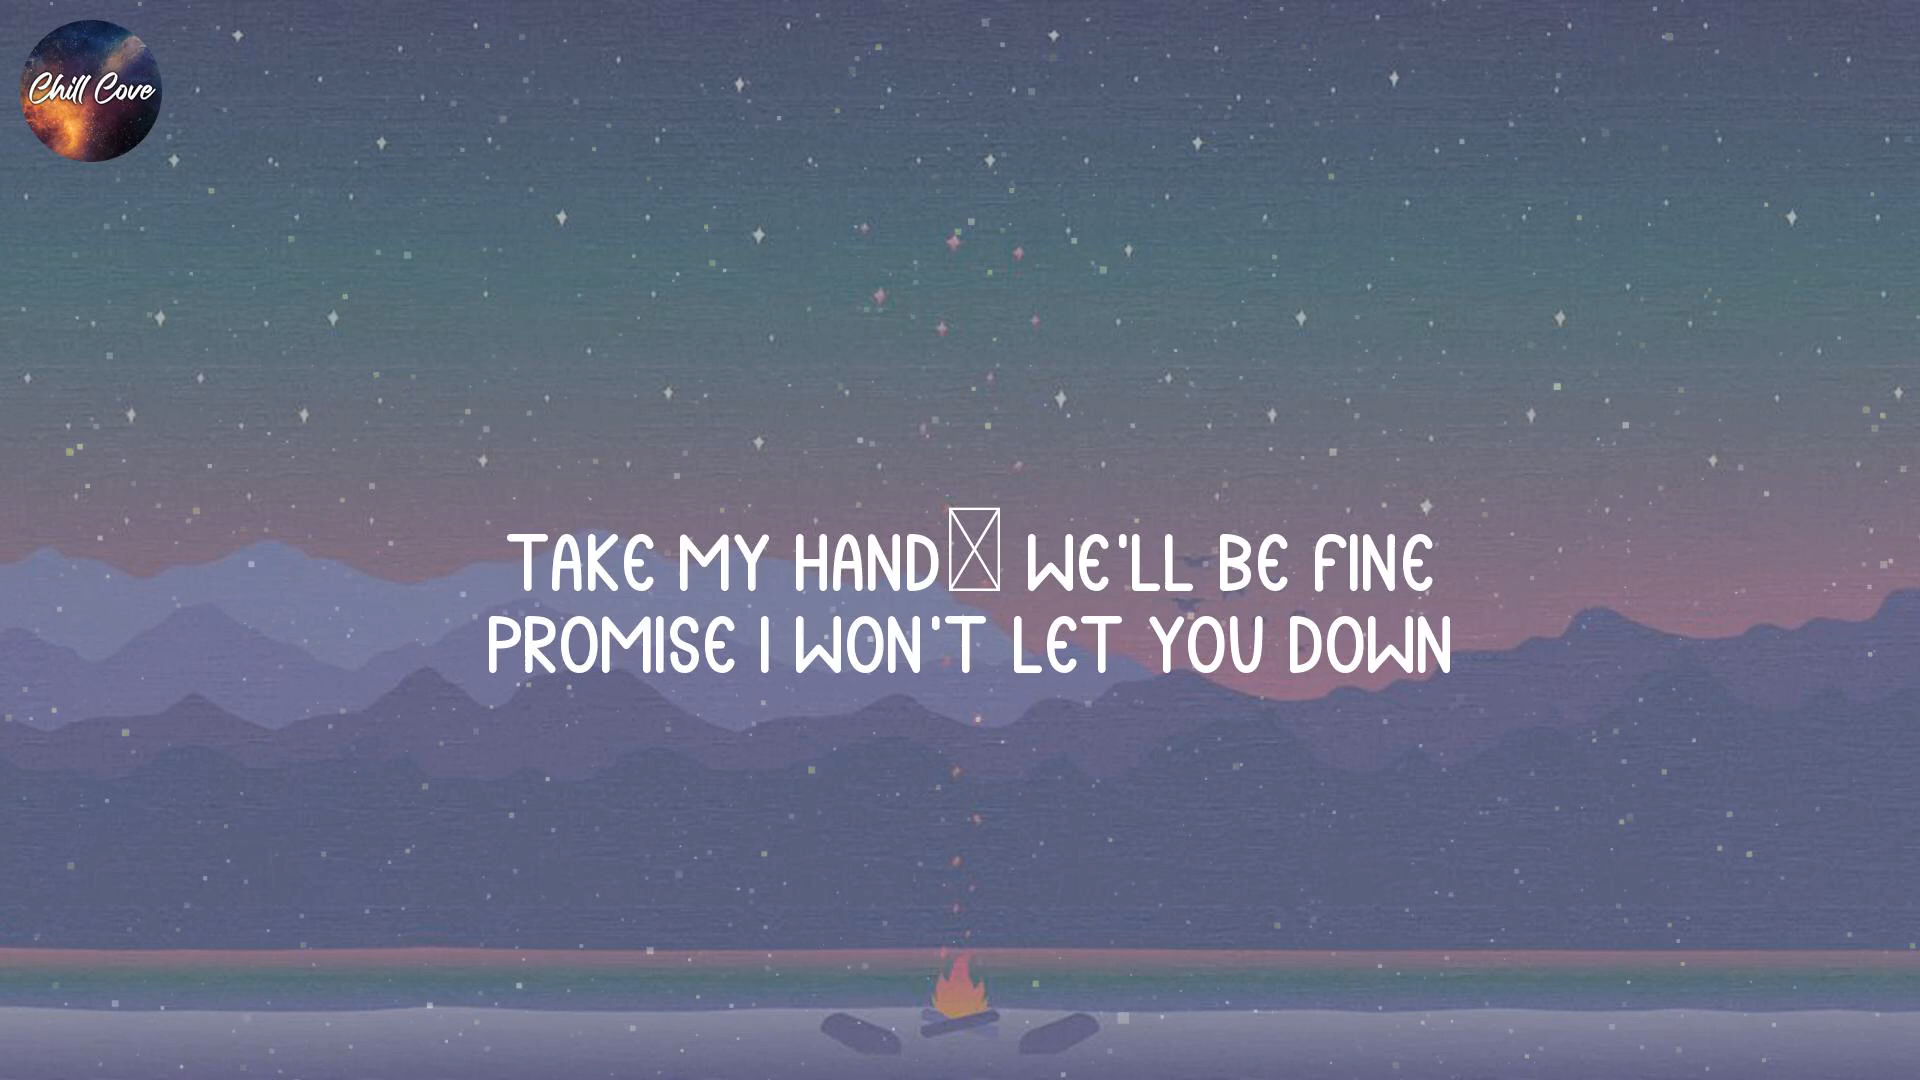 Chill Cove
TAKE MY HAND WE'LL BE FINE
PROMISE I WON'T LET YOU DOWN